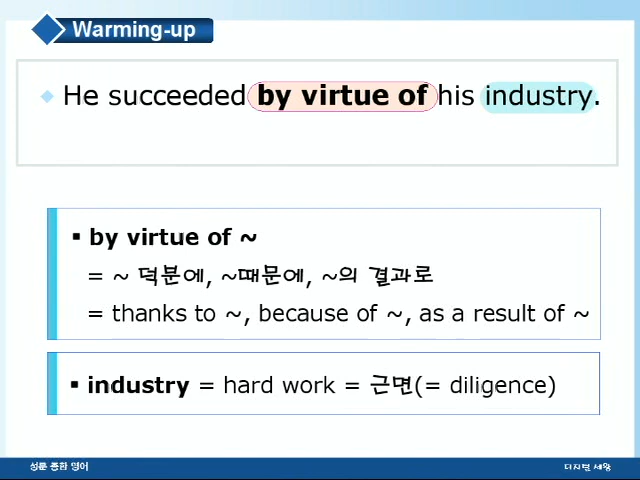 Warming-up
He succeeded by virtue of his industry.
▪ by virtue of ~
= ~ 덕분에, ~때문에, ~의 결과로
= thanks to ~, because of ~, as a result of ~
▪ industry = hard work = 근면(= diligence)
성문 종합 영어
디지털 세왕